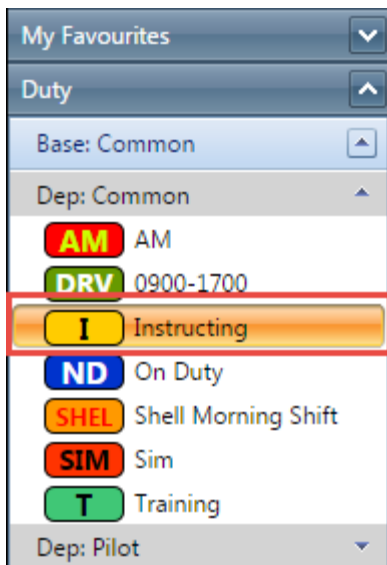 My Favourites
Duty
Base: Common
Dep: Common
AM AM
DRV 0900-1700
I Instructing
ND On Duty
SHEL Shell Morning Shift
SIM Sim
T Training
Dep: Pilot